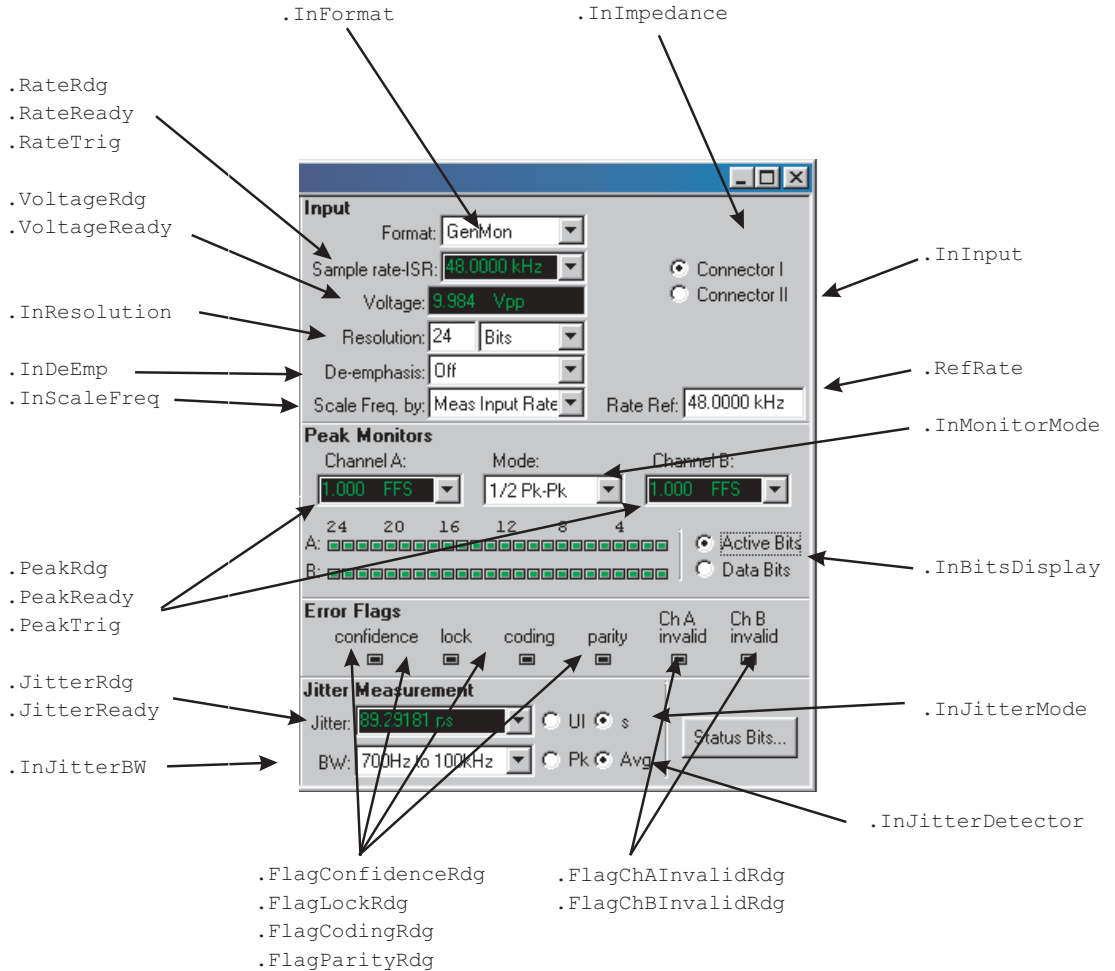 .InFormat
.InImpedance
.RateRdg
.RateReady
.RateTrig
.VoltageRdg
.VoltageReady
.InResolution
.InDeEmp
.InScaleFreq
.PeakRdg
.PeakReady
.PeakTrig
.JitterRdg
.JitterReady
.InJitterBW
Input
Format: GenMon
Sample rate-ISR: 48.0000 kHz
Connector I
Voltage: 9.984 Vpp
Connector II
Resolution: 24 Bits
De-emphasis: Off
Scale Freq. by: Meas Input Rate
Rate Ref: 48.0000 kHz
Peak Monitors
Channel A: Mode: Channel B:
1.000 FFS 1/2 Pk-Pk 1.000 FFS
24 20 16 12 8 4
A: Active Bits
B: Data Bits
Error Flags
confidence lock coding parity Ch A invalid Ch B invalid
Jitter Measurement
Jitter: 89.29181 ns UI s
Status Bits...
BW: 700Hz to 100kHz Pk Avg
.InInput
.RefRate
.InMonitorMode
.InBitsDisplay
.InJitterMode
.InJitterDetector
.FlagConfidenceRdg
.FlagLockRdg
.FlagCodingRdg
.FlagParityRdg
.FlagChAInvalidRdg
.FlagChBInvalidRdg